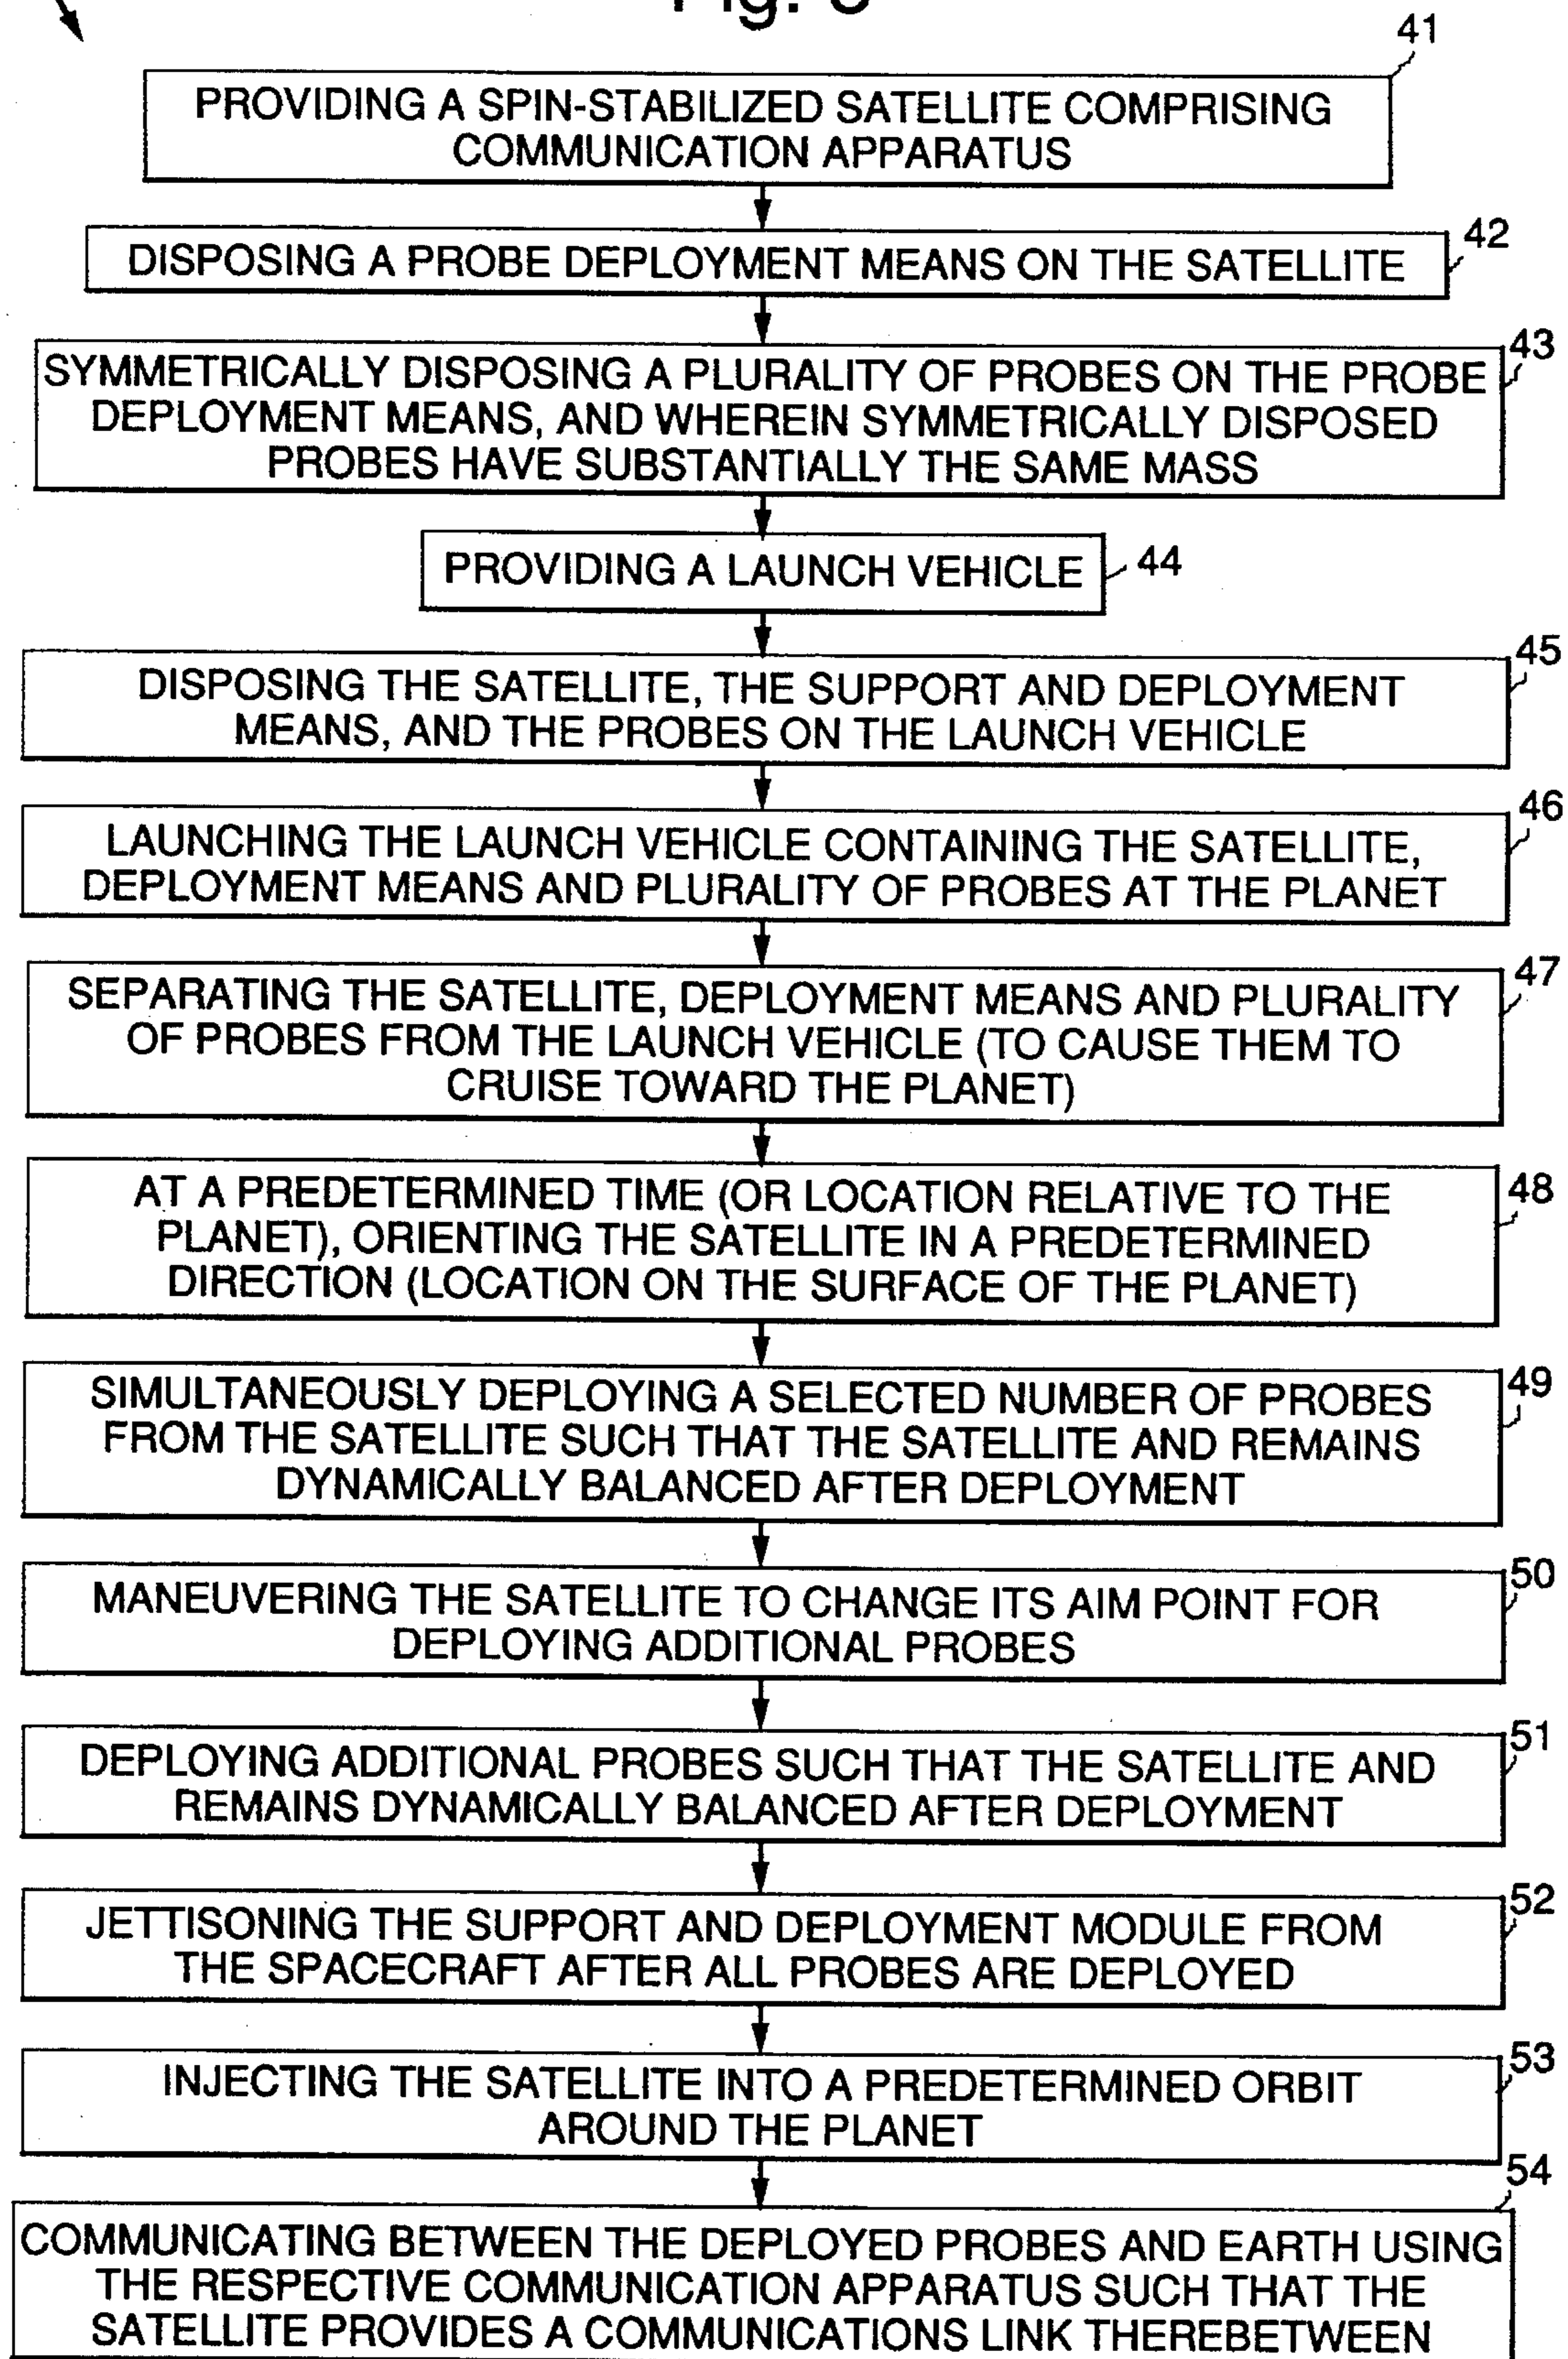 41
PROVIDING A SPIN-STABILIZED SATELLITE COMPRISING
COMMUNICATION APPARATUS
42
DISPOSING A PROBE DEPLOYMENT MEANS ON THE SATELLITE
43
SYMMETRICALLY DISPOSING A PLURALITY OF PROBES ON THE PROBE
DEPLOYMENT MEANS, AND WHEREIN SYMMETRICALLY DISPOSED
PROBES HAVE SUBSTANTIALLY THE SAME MASS
PROVIDING A LAUNCH VEHICLE
44
45
DISPOSING THE SATELLITE, THE SUPPORT AND DEPLOYMENT
MEANS, AND THE PROBES ON THE LAUNCH VEHICLE
46
LAUNCHING THE LAUNCH VEHICLE CONTAINING THE SATELLITE,
DEPLOYMENT MEANS AND PLURALITY OF PROBES AT THE PLANET
47
SEPARATING THE SATELLITE, DEPLOYMENT MEANS AND PLURALITY
OF PROBES FROM THE LAUNCH VEHICLE (TO CAUSE THEM TO
CRUISE TOWARD THE PLANET)
48
AT A PREDETERMINED TIME (OR LOCATION RELATIVE TO THE
PLANET), ORIENTING THE SATELLITE IN A PREDETERMINED
DIRECTION (LOCATION ON THE SURFACE OF THE PLANET)
49
SIMULTANEOUSLY DEPLOYING A SELECTED NUMBER OF PROBES
FROM THE SATELLITE SUCH THAT THE SATELLITE AND REMAINS
DYNAMICALLY BALANCED AFTER DEPLOYMENT
50
MANEUVERING THE SATELLITE TO CHANGE ITS AIM POINT FOR
DEPLOYING ADDITIONAL PROBES
51
DEPLOYING ADDITIONAL PROBES SUCH THAT THE SATELLITE AND
REMAINS DYNAMICALLY BALANCED AFTER DEPLOYMENT
52
JETTISONING THE SUPPORT AND DEPLOYMENT MODULE FROM
THE SPACECRAFT AFTER ALL PROBES ARE DEPLOYED
53
INJECTING THE SATELLITE INTO A PREDETERMINED ORBIT
AROUND THE PLANET
54
COMMUNICATING BETWEEN THE DEPLOYED PROBES AND EARTH USING
THE RESPECTIVE COMMUNICATION APPARATUS SUCH THAT THE
SATELLITE PROVIDES A COMMUNICATIONS LINK THEREBETWEEN